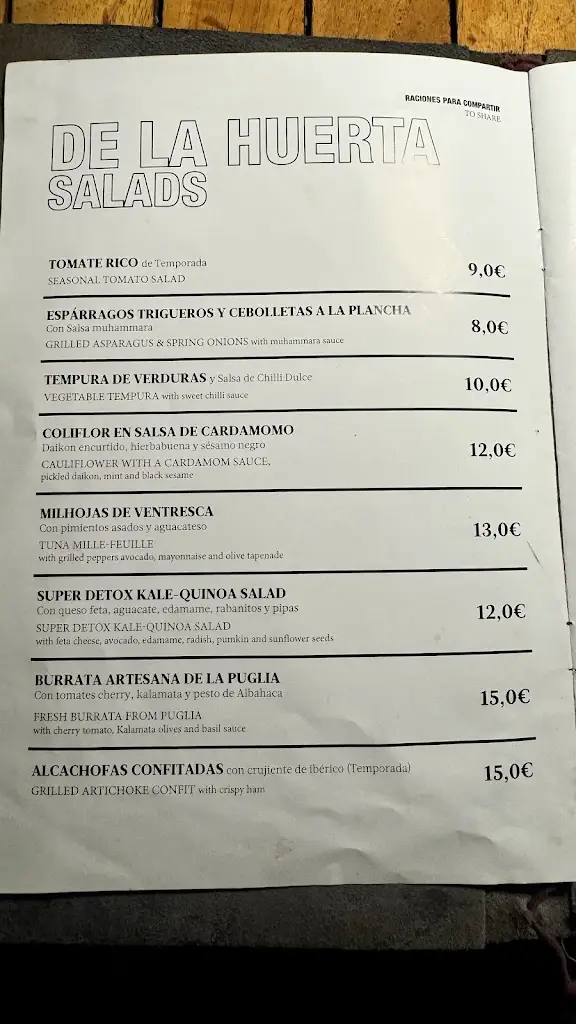 RACIONES PARA COMPARTIR
TO SHARE
DE LA HUERTA
SALADS
TOMATE RICO de Temporada
SEASONAL TOMATO SALAD
9,0€
ESPÁRRAGOS TRIGUEROS Y CEBOLLETAS A LA PLANCHA
Con Salsa muhammara
GRILLED ASPARAGUS & SPRING ONIONS with muhammara sauce
8,0€
TEMPURA DE VERDURAS y Salsa de Chilli Dulce
VEGETABLE TEMPURA with sweet chilli sauce
10,0€
COLIFLOR EN SALSA DE CARDAMOMO
Daikon encurtido, hierbabuena y sésamo negro
CAULIFLOWER WITH A CARDAMOM SAUCE,
pickled daikon, mint and black sesame
12,0€
MILHOJAS DE VENTRESCA
Con pimientos asados y aguacateso
TUNA MILLE-FEUILLE
with grilled peppers avocado, mayonnaise and olive tapenade
13,0€
SUPER DETOX KALE-QUINOA SALAD
Con queso feta, aguacate, edamame, rabanitos y pipas
SUPER DETOX KALE-QUINOA SALAD
with feta cheese, avocado, edamame, radish, pumkin and sunflower seeds
12,0€
BURRATA ARTESANA DE LA PUGLIA
Con tomates cherry, kalamata y pesto de Albahaca
FRESH BURRATA FROM PUGLIA
with cherry tomato, Kalamata olives and basil sauce
15,0€
ALCACHOFAS CONFITADAS con crujiente de ibérico (Temporada)
GRILLED ARTICHOKE CONFIT with crispy ham
15,0€